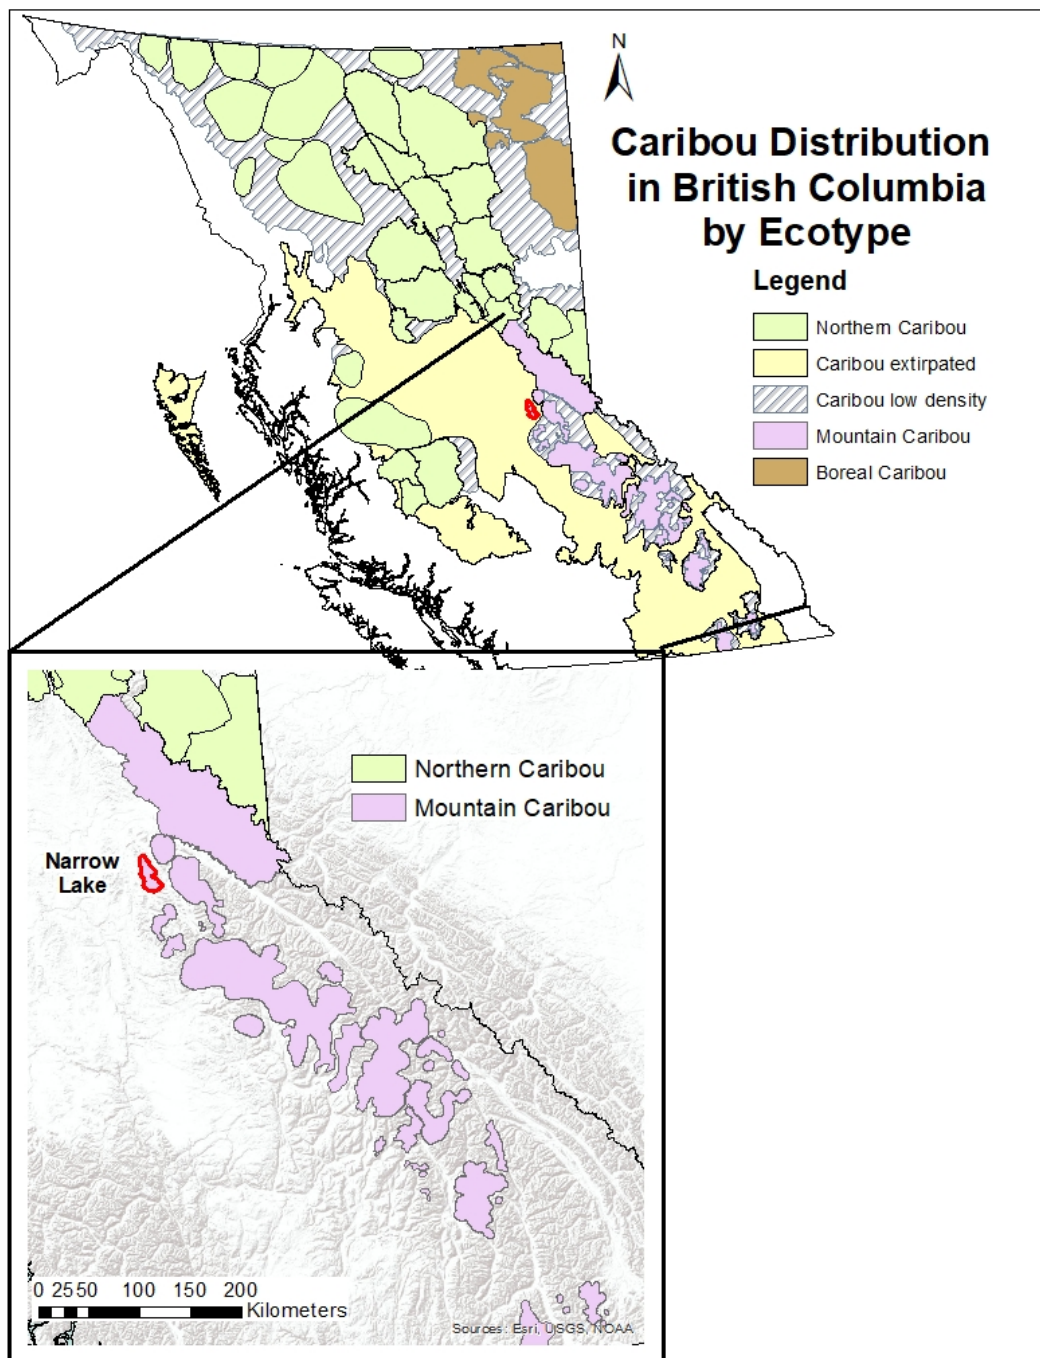 N
Caribou Distribution
in British Columbia
by Ecotype
Legend
Northern Caribou
Caribou extirpated
Caribou low density
Mountain Caribou
Boreal Caribou
Northern Caribou
Mountain Caribou
Narrow
Lake
0 25 50 100 150 200
Kilometers
Sources: Esri, USGS, NOAA